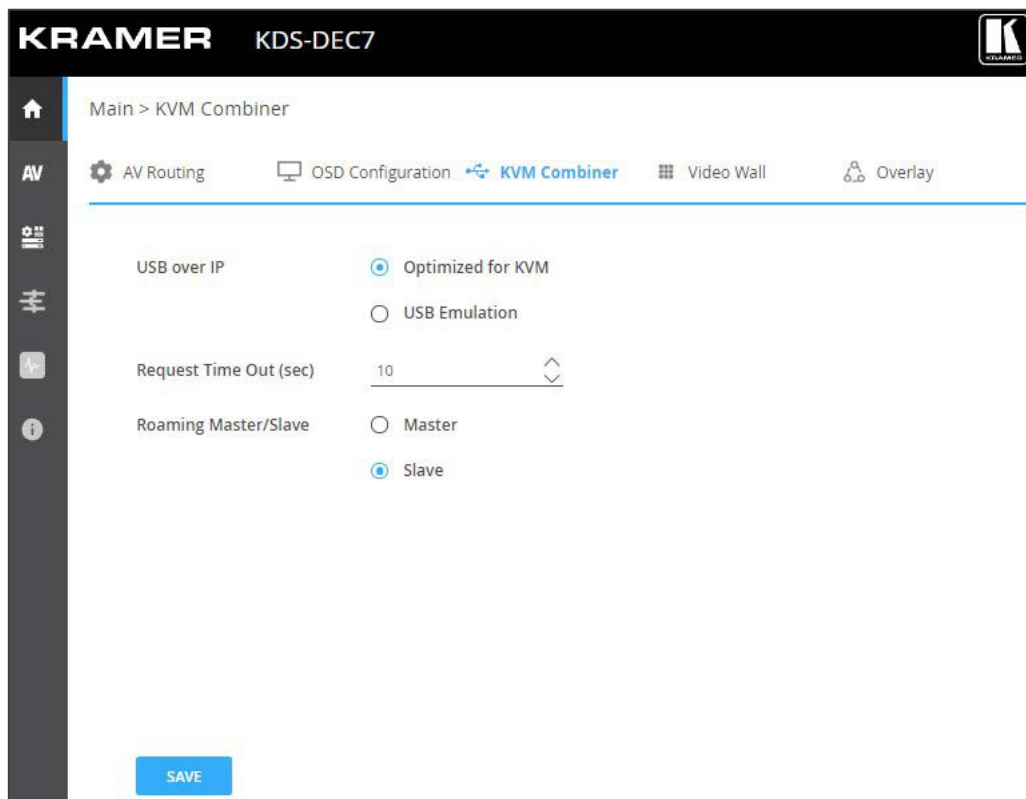 KRAMER KDS-DEC7
K
KRAMER
Main > KVM Combiner
AV
AV Routing OSD Configuration KVM Combiner Video Wall Overlay
USB over IP Optimized for KVM
USB Emulation
Request Time Out (sec) 10
Roaming Master/Slave Master
Slave
SAVE